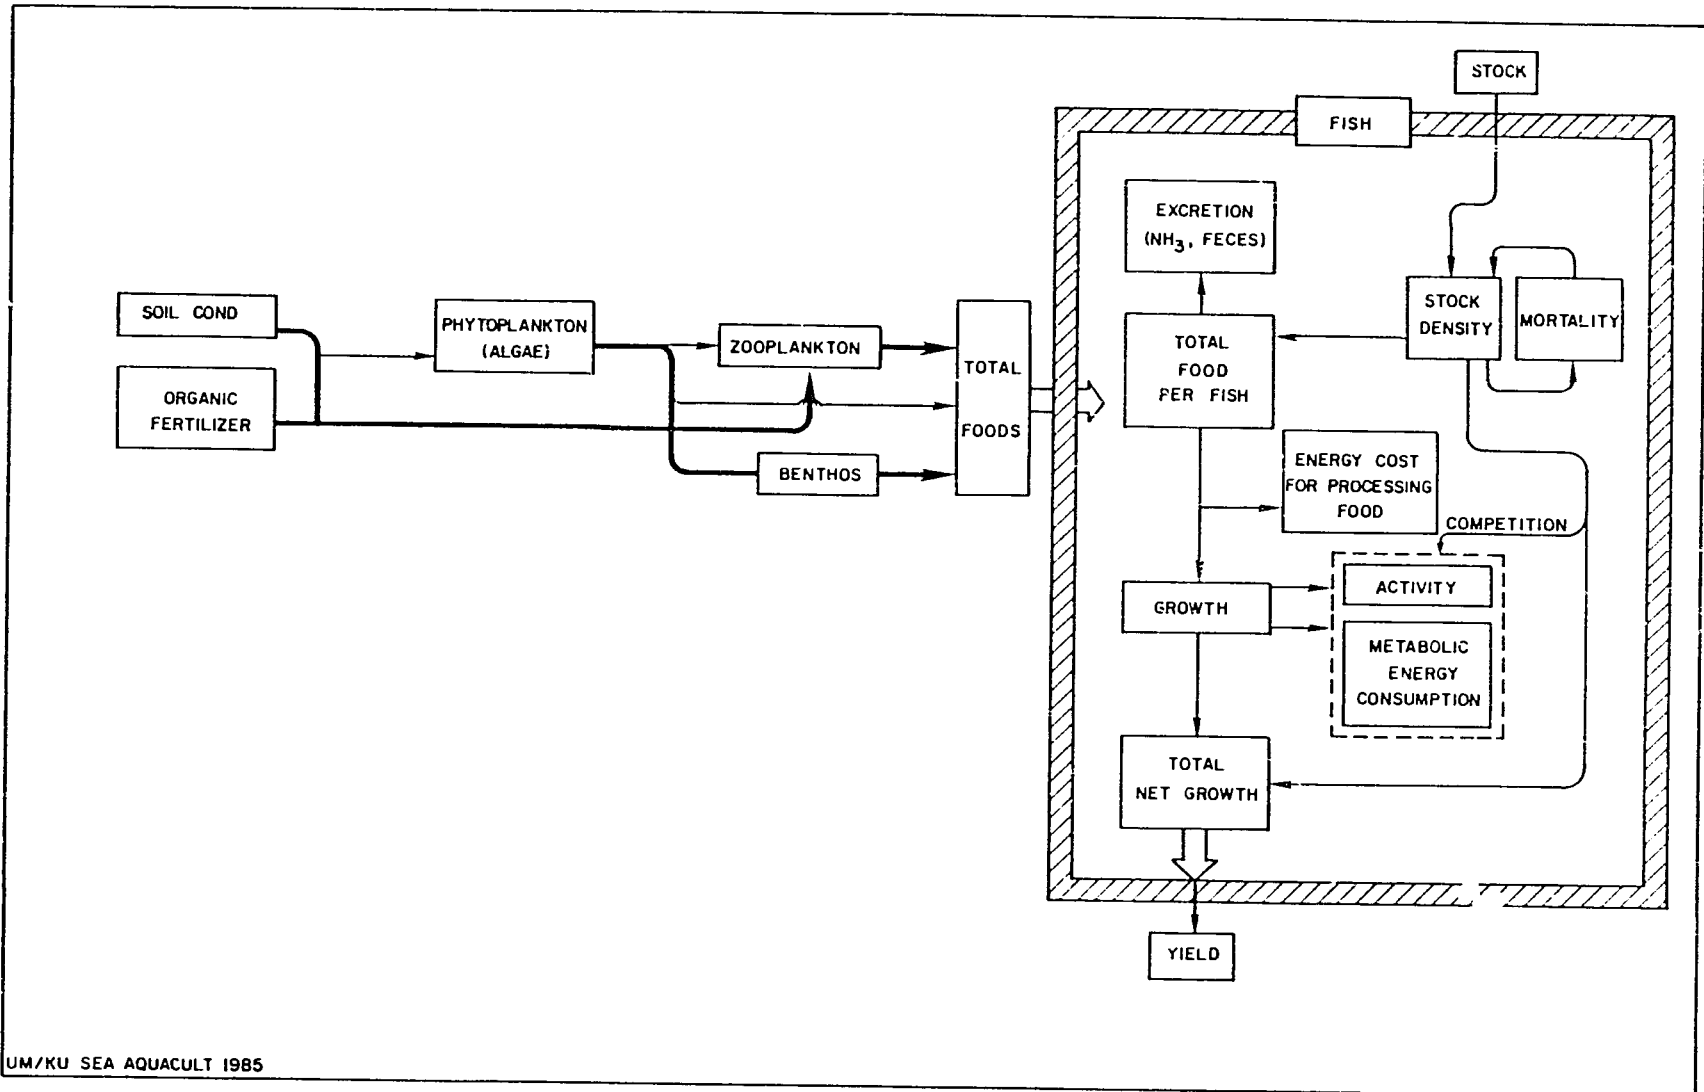 STOCK
FISH
EXCRETION
(NH3, FECES)
SOIL COND
PHYTOPLANKTON
(ALGAE)
ZOOPLANKTON
TOTAL
FOODS
ORGANIC
FERTILIZER
BENTHOS
TOTAL
FOOD
PER FISH
STOCK
DENSITY
MORTALITY
ENERGY COST
FOR PROCESSING
FOOD
COMPETITION
GROWTH
ACTIVITY
METABOLIC
ENERGY
CONSUMPTION
TOTAL
NET GROWTH
YIELD
UM/KU SEA AQUACULT 1985